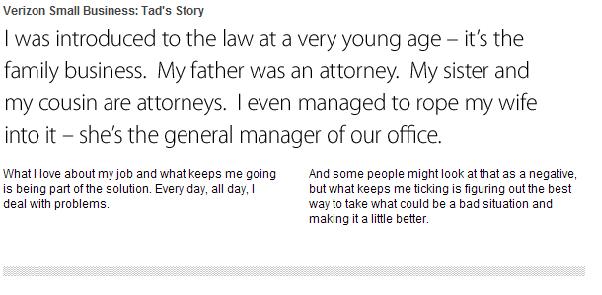 Verizon Small Business: Tad's Story
I was introduced to the law at a very young age – it's the
family business.  My father was an attorney.  My sister and
my cousin are attorneys.  I even managed to rope my wife
into it – she's the general manager of our office.
What I love about my job and what keeps me going
is being part of the solution. Every day, all day, I
deal with problems.
And some people might look at that as a negative,
but what keeps me ticking is figuring out the best
way to take what could be a bad situation and
making it a little better.